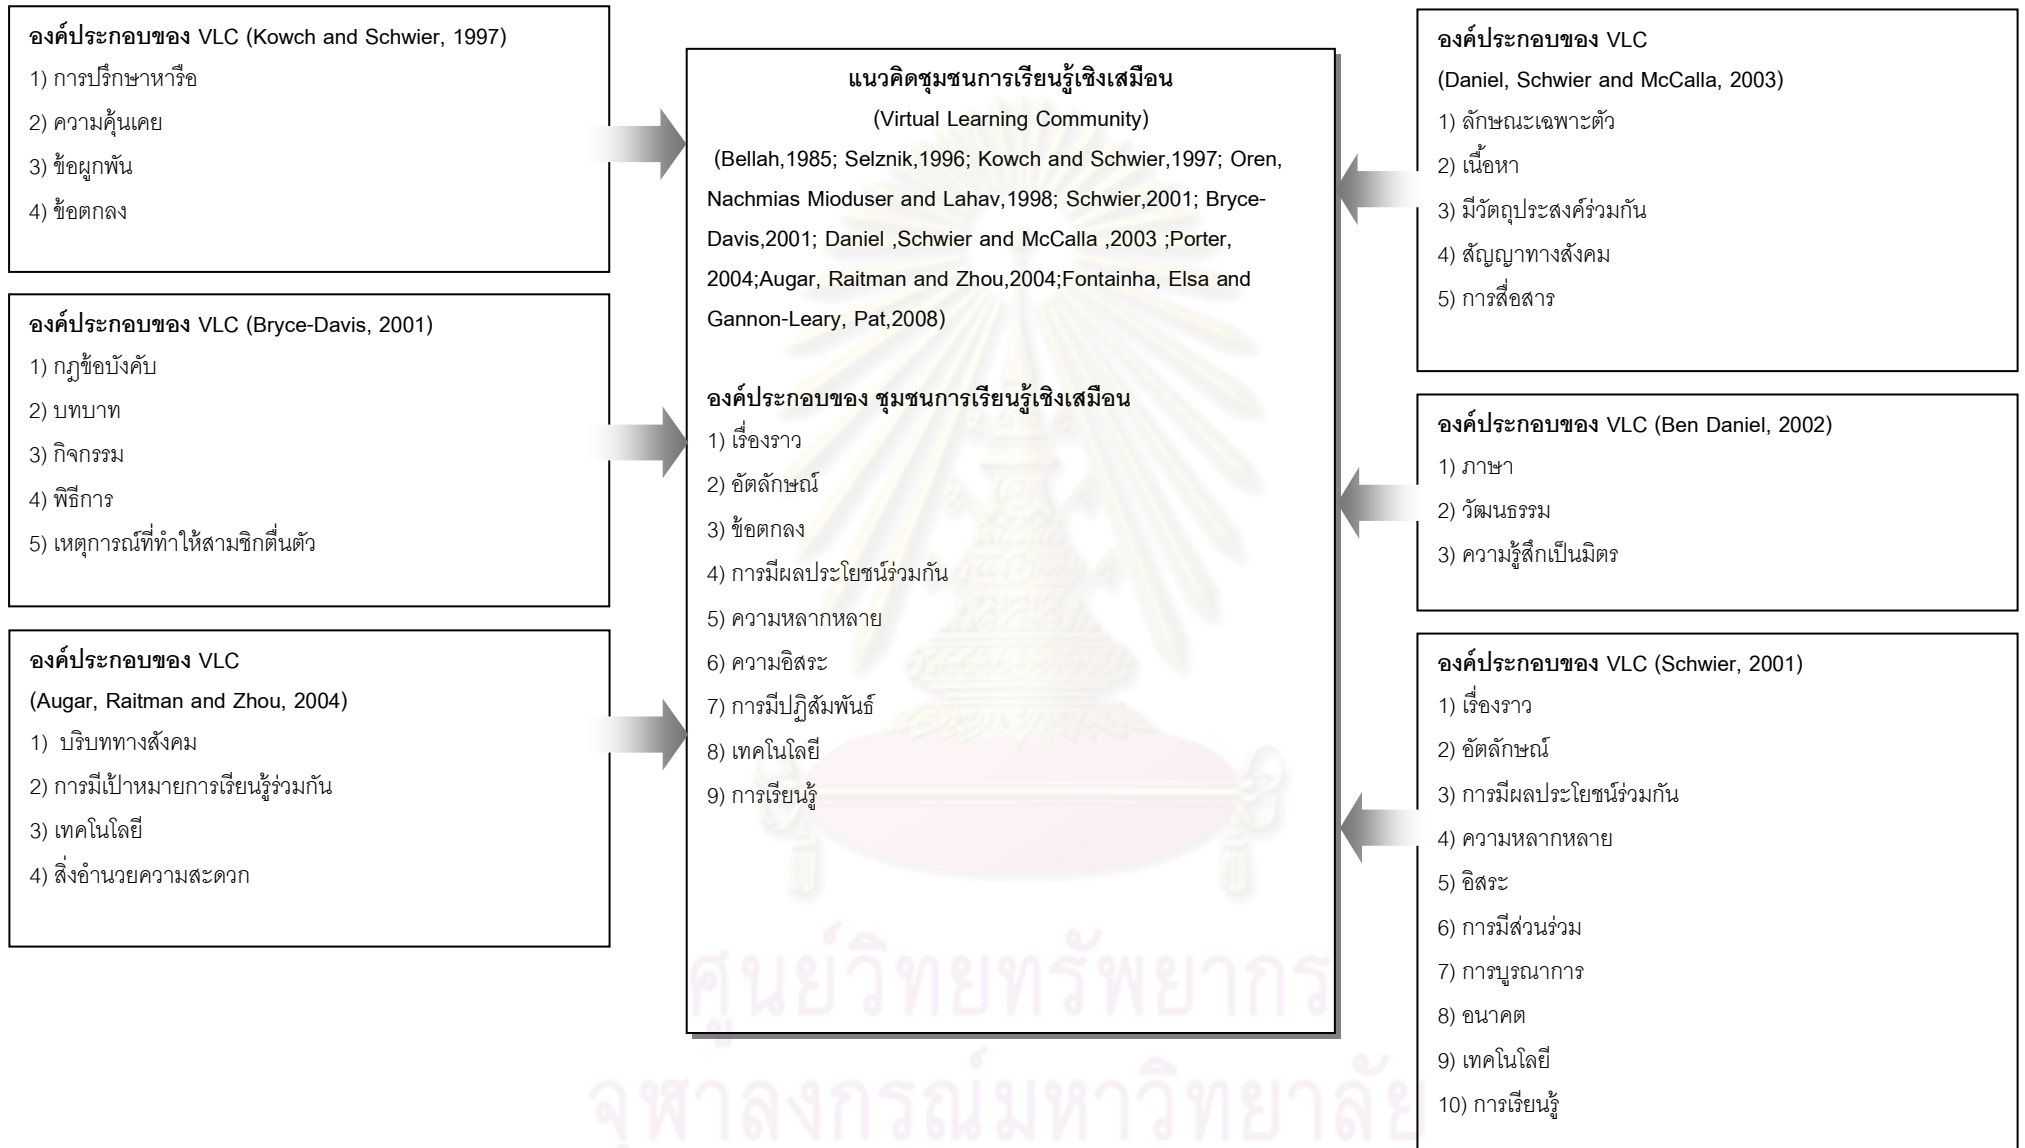 องค์ประกอบของ VLC (Kowch and Schwier, 1997)
1) การปรึกษาหารือ
2) ความคุ้นเคย
3) ข้อผูกพัน
4) ข้อตกลง
องค์ประกอบของ VLC (Bryce-Davis, 2001)
1) กฎข้อบังคับ
2) บทบาท
3) กิจกรรม
4) พิธีการ
5) เหตุการณ์ที่ทำให้สามชิกตื่นตัว
องค์ประกอบของ VLC
(Augar, Raitman and Zhou, 2004)
1) บริบททางสังคม
2) การมีเป้าหมายการเรียนรู้ร่วมกัน
3) เทคโนโลยี
4) สิ่งอำนวยความสะดวก
แนวคิดชุมชนการเรียนรู้เชิงเสมือน
(Virtual Learning Community)
(Bellah,1985; Selznik,1996; Kowch and Schwier,1997; Oren,
Nachmias Mioduser and Lahav,1998; Schwier,2001; Bryce-
Davis,2001; Daniel ,Schwier and McCalla ,2003 ;Porter,
2004;Augar, Raitman and Zhou,2004;Fontainha, Elsa and
Gannon-Leary, Pat,2008)
องค์ประกอบของ ชุมชนการเรียนรู้เชิงเสมือน
1) เรื่องราว
2) อัตลักษณ์
3) ข้อตกลง
4) การมีผลประโยชน์ร่วมกัน
5) ความหลากหลาย
6) ความอิสระ
7) การมีปฏิสัมพันธ์
8) เทคโนโลยี
9) การเรียนรู้
องค์ประกอบของ VLC
(Daniel, Schwier and McCalla, 2003)
1) ลักษณะเฉพาะตัว
2) เนื้อหา
3) มีวัตถุประสงค์ร่วมกัน
4) สัญญาทางสังคม
5) การสื่อสาร
องค์ประกอบของ VLC (Ben Daniel, 2002)
1) ภาษา
2) วัฒนธรรม
3) ความรู้สึกเป็นมิตร
องค์ประกอบของ VLC (Schwier, 2001)
1) เรื่องราว
2) อัตลักษณ์
3) การมีผลประโยชน์ร่วมกัน
4) ความหลากหลาย
5) อิสระ
6) การมีส่วนร่วม
7) การบูรณาการ
8) อนาคต
9) เทคโนโลยี
10) การเรียนรู้
ศูนย์วิทยทรัพยากร
จุฬาลงกรณ์มหาวิทยาลัย